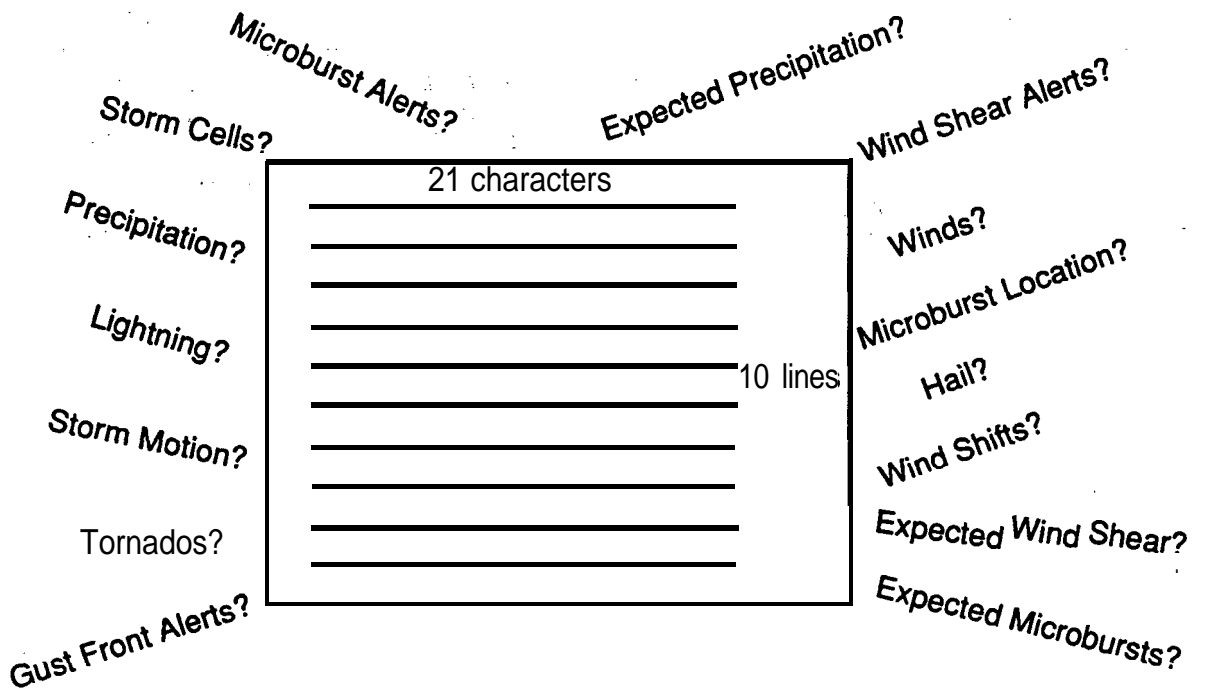 Microburst Alerts?
Expected Precipitation?
Storm Cells?
Wind Shear Alerts?
21 characters
Precipitation?
Winds?
Lightning?
Microburst Location?
10 lines
Hail?
Storm Motion?
Wind Shifts?
Tornados?
Expected Wind Shear?
Gust Front Alerts?
Expected Microbursts?